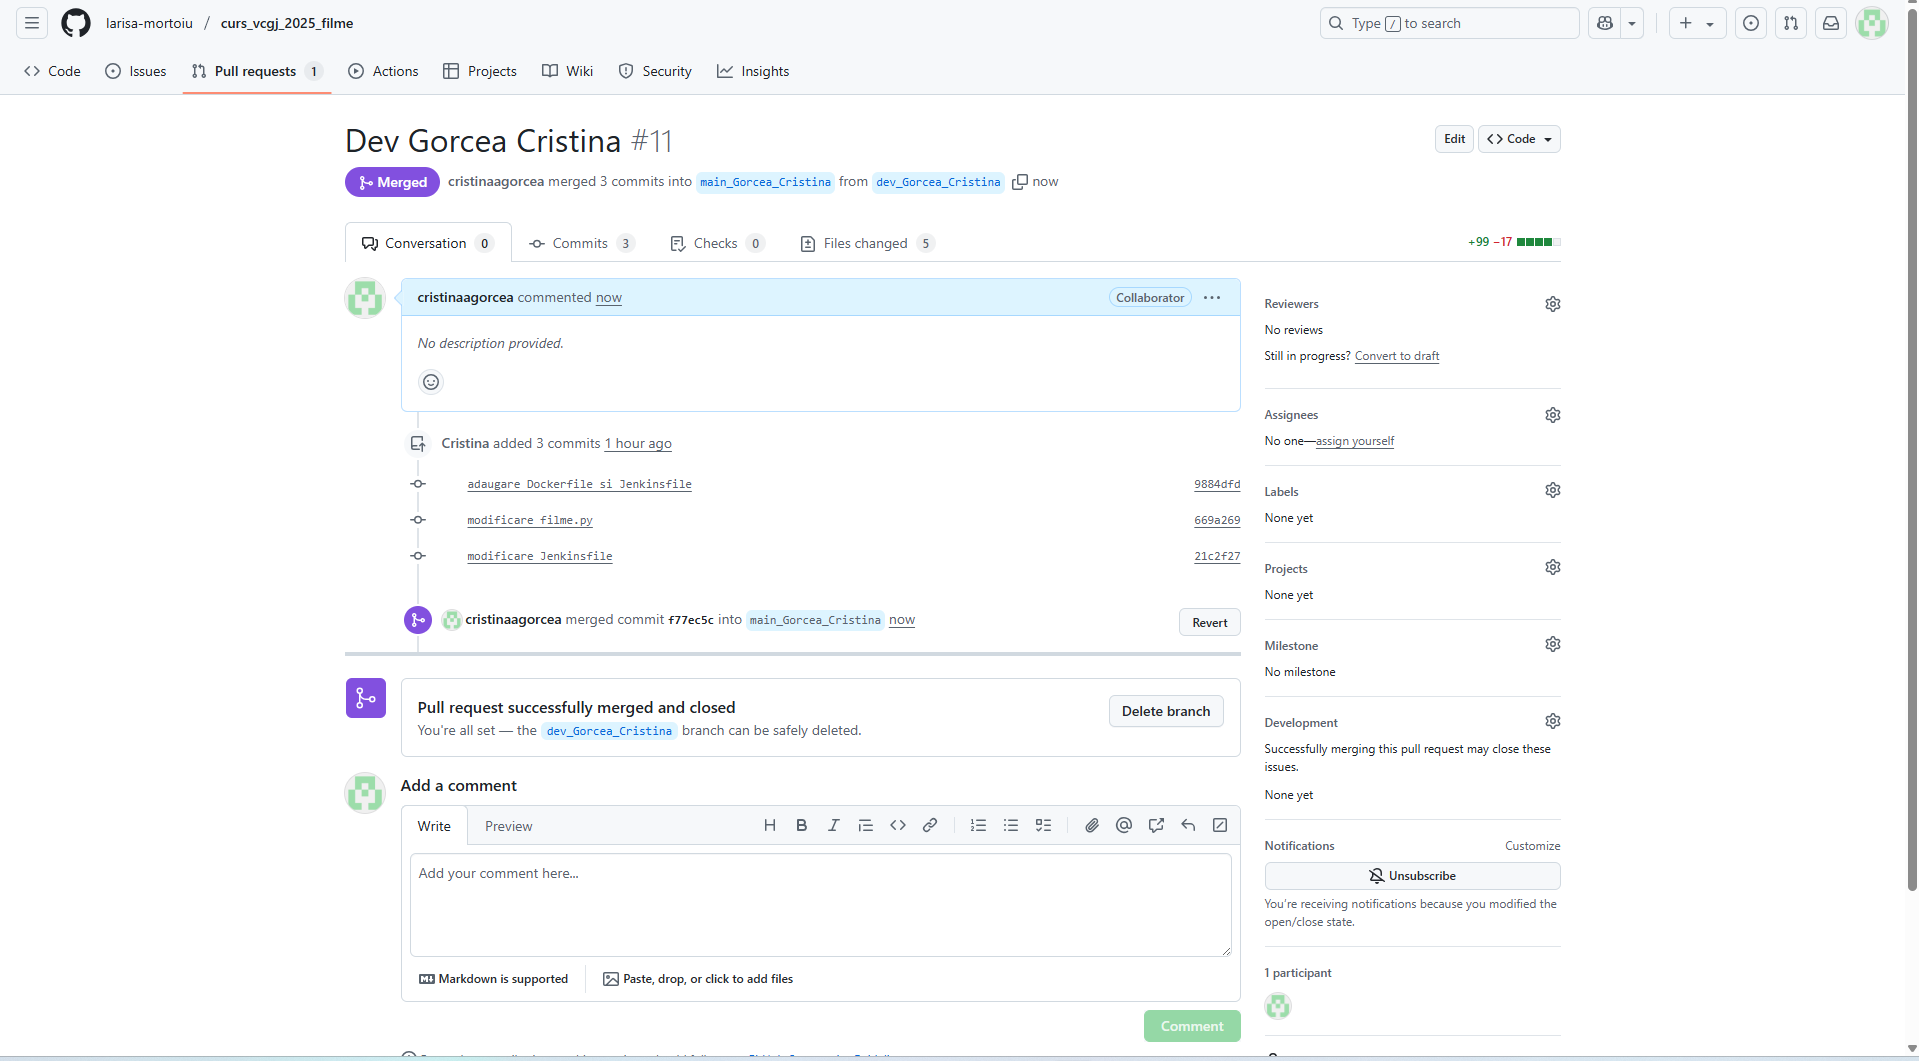 larisa-mortoiu / curs_vcgj_2025_filme
Type / to search
Code Issues Pull requests 1 Actions Projects Wiki Security Insights
Dev Gorcea Cristina #11
Edit
Code
Merged cristinaagorcea merged 3 commits into main_Gorcea_Cristina from dev_Gorcea_Cristina now
Conversation 0 Commits 3 Checks 0 Files changed 5
+99 −17
cristinaagorcea commented now
Collaborator
No description provided.
Cristina added 3 commits 1 hour ago
adaugare Dockerfile si Jenkinsfile 9884dfd
modificare filme.py 669a269
modificare Jenkinsfile 21c2f27
cristinaagorcea merged commit f77ec5c into main_Gorcea_Cristina now
Revert
Pull request successfully merged and closed
You're all set — the dev_Gorcea_Cristina branch can be safely deleted.
Delete branch
Add a comment
Write Preview
Add your comment here...
Markdown is supported
Paste, drop, or click to add files
Comment
Reviewers
No reviews
Still in progress? Convert to draft
Assignees
No one—assign yourself
Labels
None yet
Projects
None yet
Milestone
No milestone
Development
Successfully merging this pull request may close these
issues.
None yet
Notifications Customize
Unsubscribe
You're receiving notifications because you modified the
open/close state.
1 participant